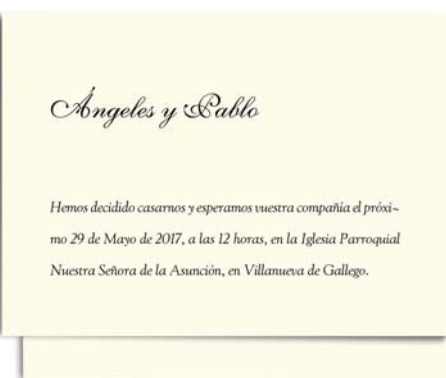 Ángeles y Pablo
Hemos decidido casarnos y esperamos vuestra compañia el próxi~
mo 29 de Mayo de 2017, a las 12 horas, en la Iglesia Parroquial
Nuestra Señora de la Asunción, en Villanueva de Gallego.